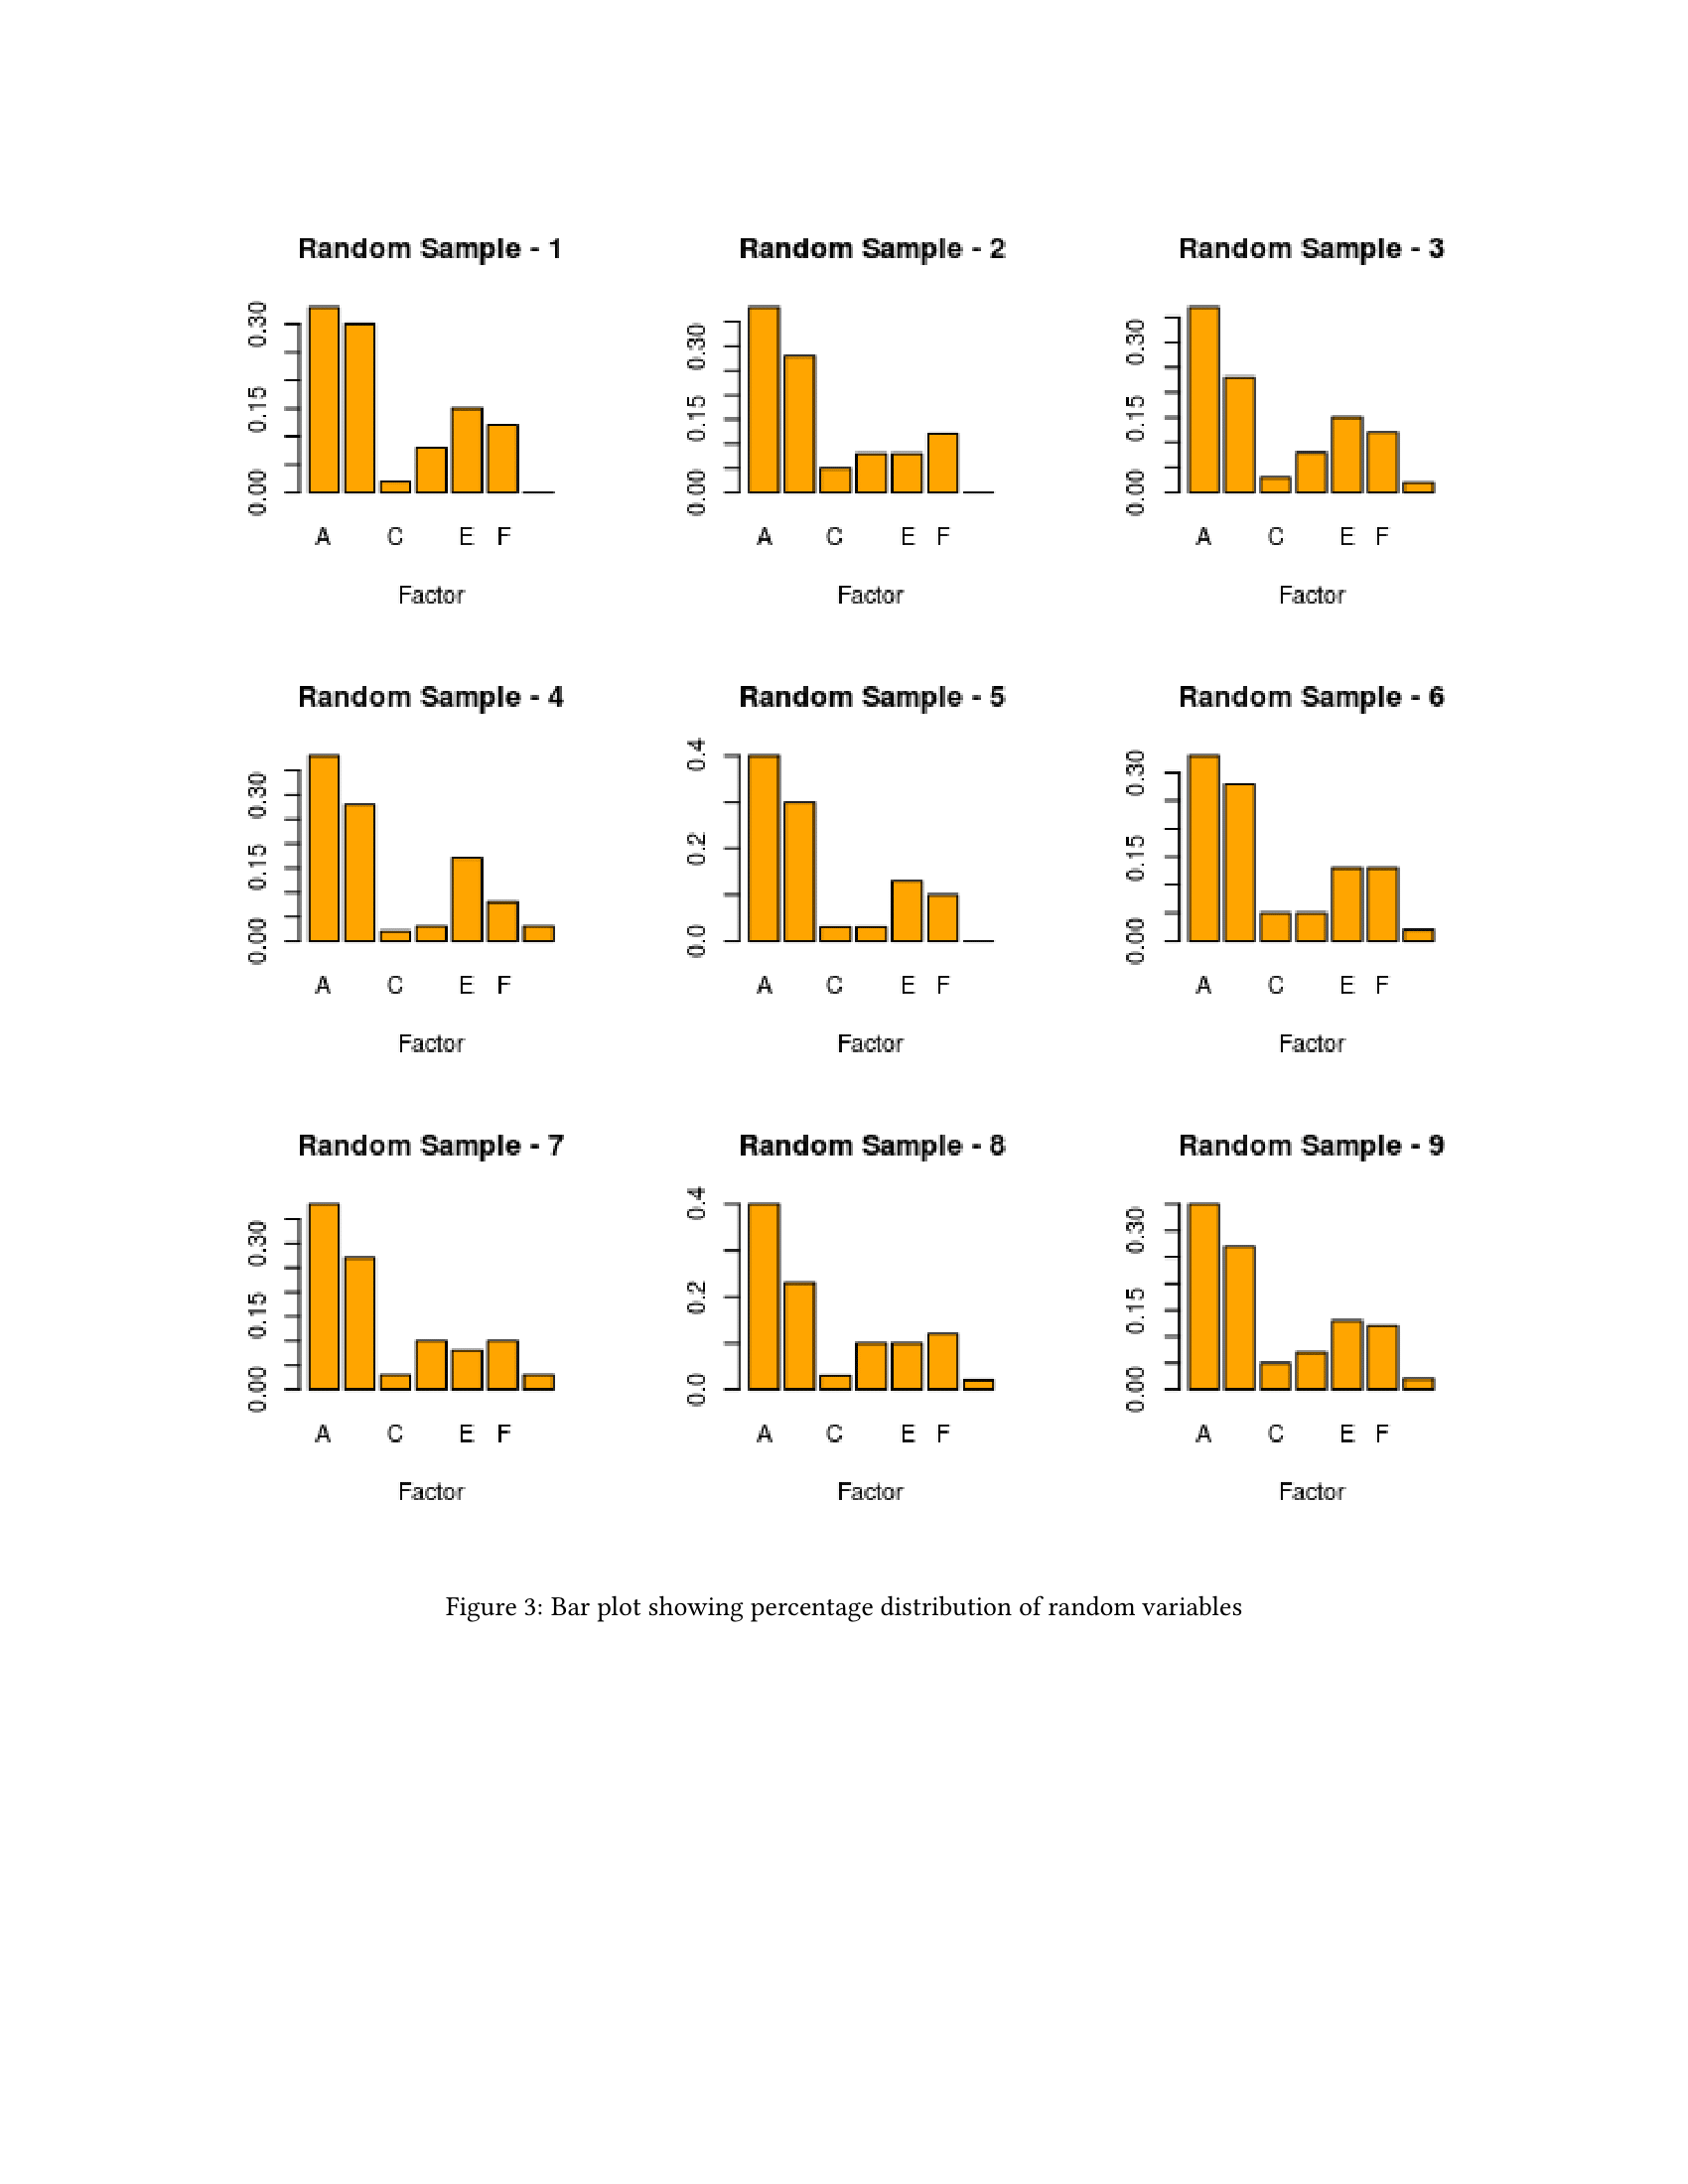 Random Sample - 1
0.00 0.15 0.30
A C E F
Factor
Random Sample - 2
0.00 0.15 0.30
A C E F
Factor
Random Sample - 3
0.00 0.15 0.30
A C E F
Factor
Random Sample - 4
0.00 0.15 0.30
A C E F
Factor
Random Sample - 5
0.0 0.2 0.4
A C E F
Factor
Random Sample - 6
0.00 0.15 0.30
A C E F
Factor
Random Sample - 7
0.00 0.15 0.30
A C E F
Factor
Random Sample - 8
0.0 0.2 0.4
A C E F
Factor
Random Sample - 9
0.00 0.15 0.30
A C E F
Factor
Figure 3: Bar plot showing percentage distribution of random variables